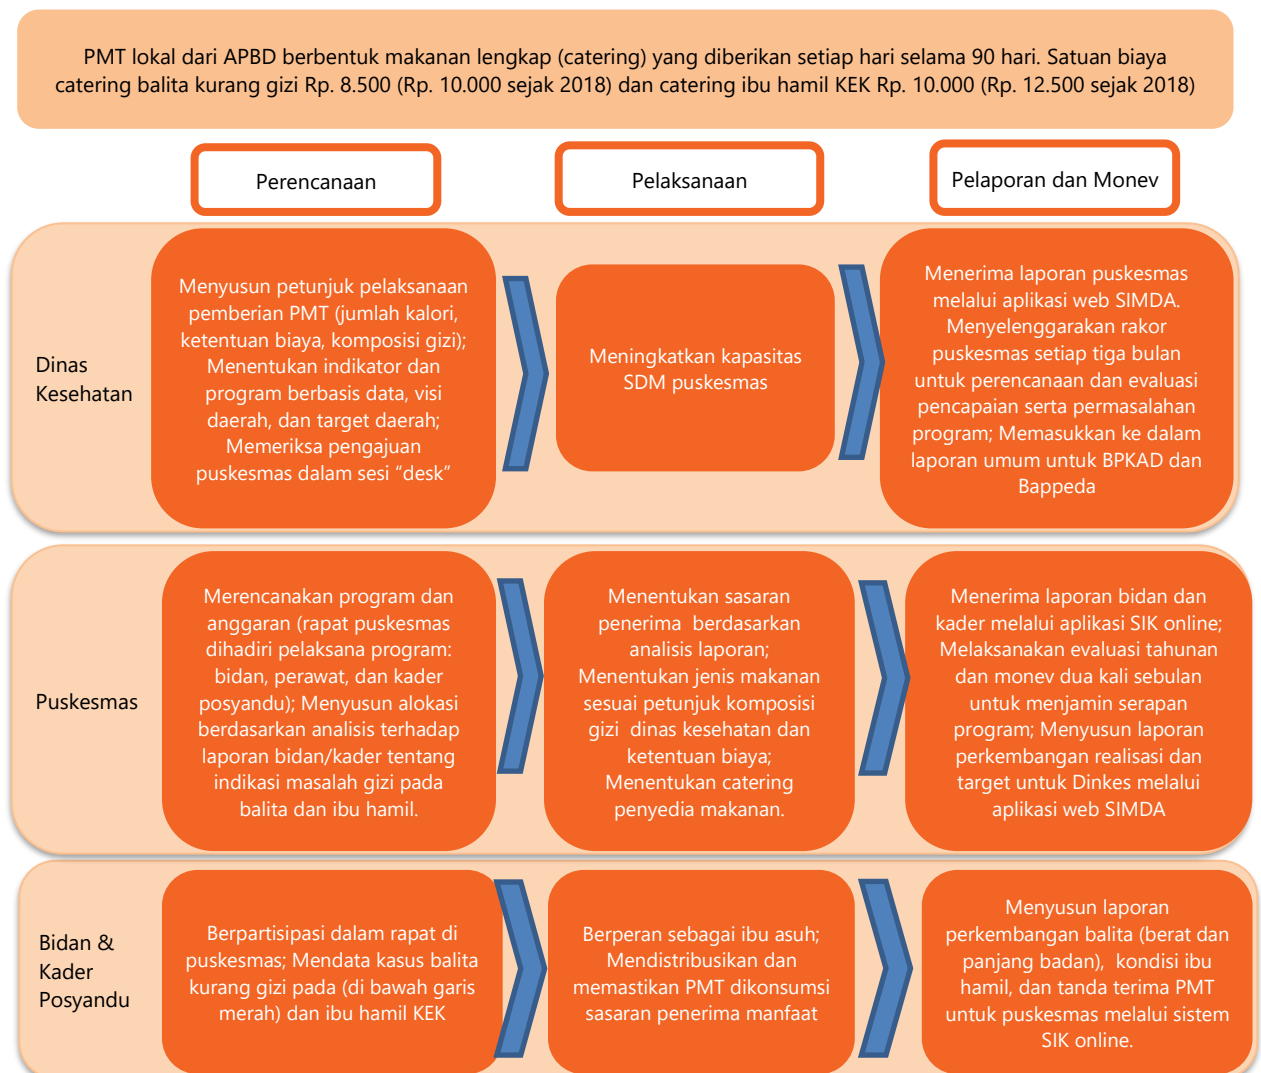 PMT lokal dari APBD berbentuk makanan lengkap (catering) yang diberikan setiap hari selama 90 hari. Satuan biaya
catering balita kurang gizi Rp. 8.500 (Rp. 10.000 sejak 2018) dan catering ibu hamil KEK Rp. 10.000 (Rp. 12.500 sejak 2018)
Perencanaan
Pelaksanaan
Pelaporan dan Monev
Dinas
Kesehatan
Menyusun petunjuk pelaksanaan
pemberian PMT (jumlah kalori,
ketentuan biaya, komposisi gizi);
Menentukan indikator dan
program berbasis data, visi
daerah, dan target daerah;
Memeriksa pengajuan
puskesmas dalam sesi “desk”
Meningkatkan kapasitas
SDM puskesmas
Menerima laporan puskesmas
melalui aplikasi web SIMDA.
Menyelenggarakan rakor
puskesmas setiap tiga bulan
untuk perencanaan dan evaluasi
pencapaian serta permasalahan
program; Memasukkan ke dalam
laporan umum untuk BPKAD dan
Bappeda
Puskesmas
Merencanakan program dan
anggaran (rapat puskesmas
dihadiri pelaksana program:
bidan, perawat, dan kader
posyandu); Menyusun alokasi
berdasarkan analisis terhadap
laporan bidan/kader tentang
indikasi masalah gizi pada
balita dan ibu hamil.
Menentukan sasaran
penerima berdasarkan
analisis laporan;
Menentukan jenis makanan
sesuai petunjuk komposisi
gizi dinas kesehatan dan
ketentuan biaya;
Menentukan catering
penyedia makanan.
Menerima laporan bidan dan
kader melalui aplikasi SIK online;
Melaksanakan evaluasi tahunan
dan monev dua kali sebulan
untuk menjamin serapan
program; Menyusun laporan
perkembangan realisasi dan
target untuk Dinkes melalui
aplikasi web SIMDA
Bidan &
Kader
Posyandu
Berpartisipasi dalam rapat di
puskesmas; Mendata kasus balita
kurang gizi pada (di bawah garis
merah) dan ibu hamil KEK
Berperan sebagai ibu asuh;
Mendistribusikan dan
memastikan PMT dikonsumsi
sasaran penerima manfaat
Menyusun laporan
perkembangan balita (berat dan
panjang badan), kondisi ibu
hamil, dan tanda terima PMT
untuk puskesmas melalui sistem
SIK online.